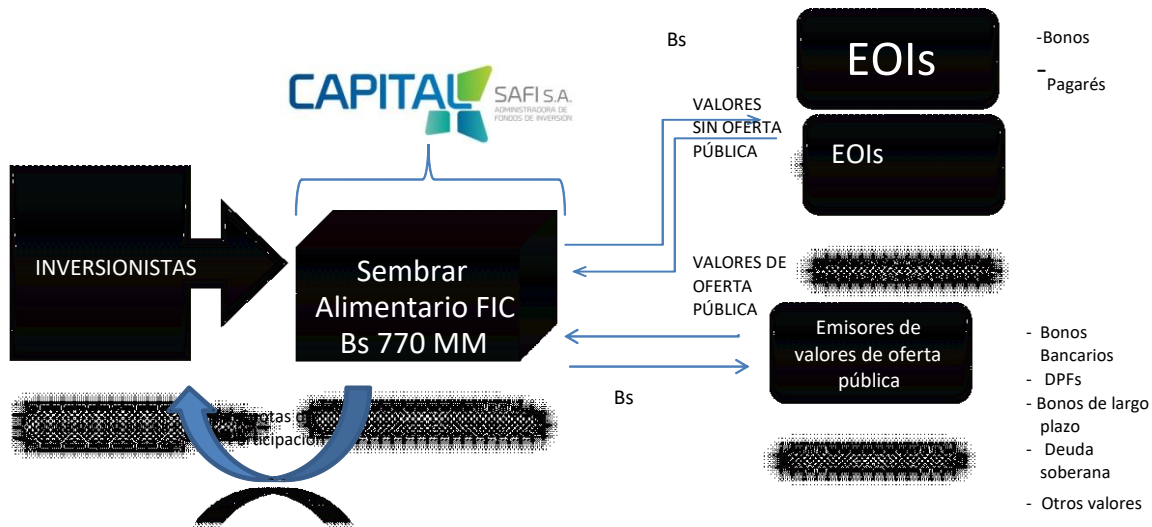 Bs
EOIs
-Bonos
-
Pagarés
CAPITAL
SAFI S.A.
ADMINISTRADORA DE
FONDOS DE INVERSIÓN
VALORES
SIN OFERTA
PÚBLICA
EOIs
INVERSIONISTAS
Sembrar
Alimentario FIC
Bs 770 MM
VALORES DE
OFERTA
PÚBLICA
Emisores de
valores de oferta
pública
Bs
- Bonos
Bancarios
- DPFs
- Bonos de largo
plazo
- Deuda
soberana
- Otros valores